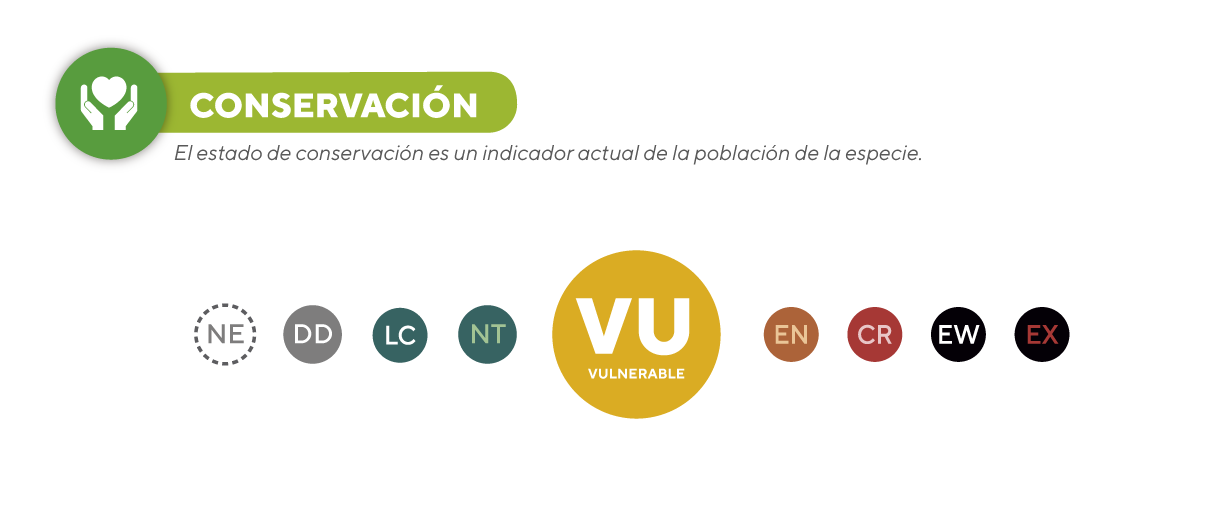 CONSERVACIÓN
El estado de conservación es un indicador actual de la población de la especie.
NE DD LC NT VU EN CR EW EX
VULNERABLE